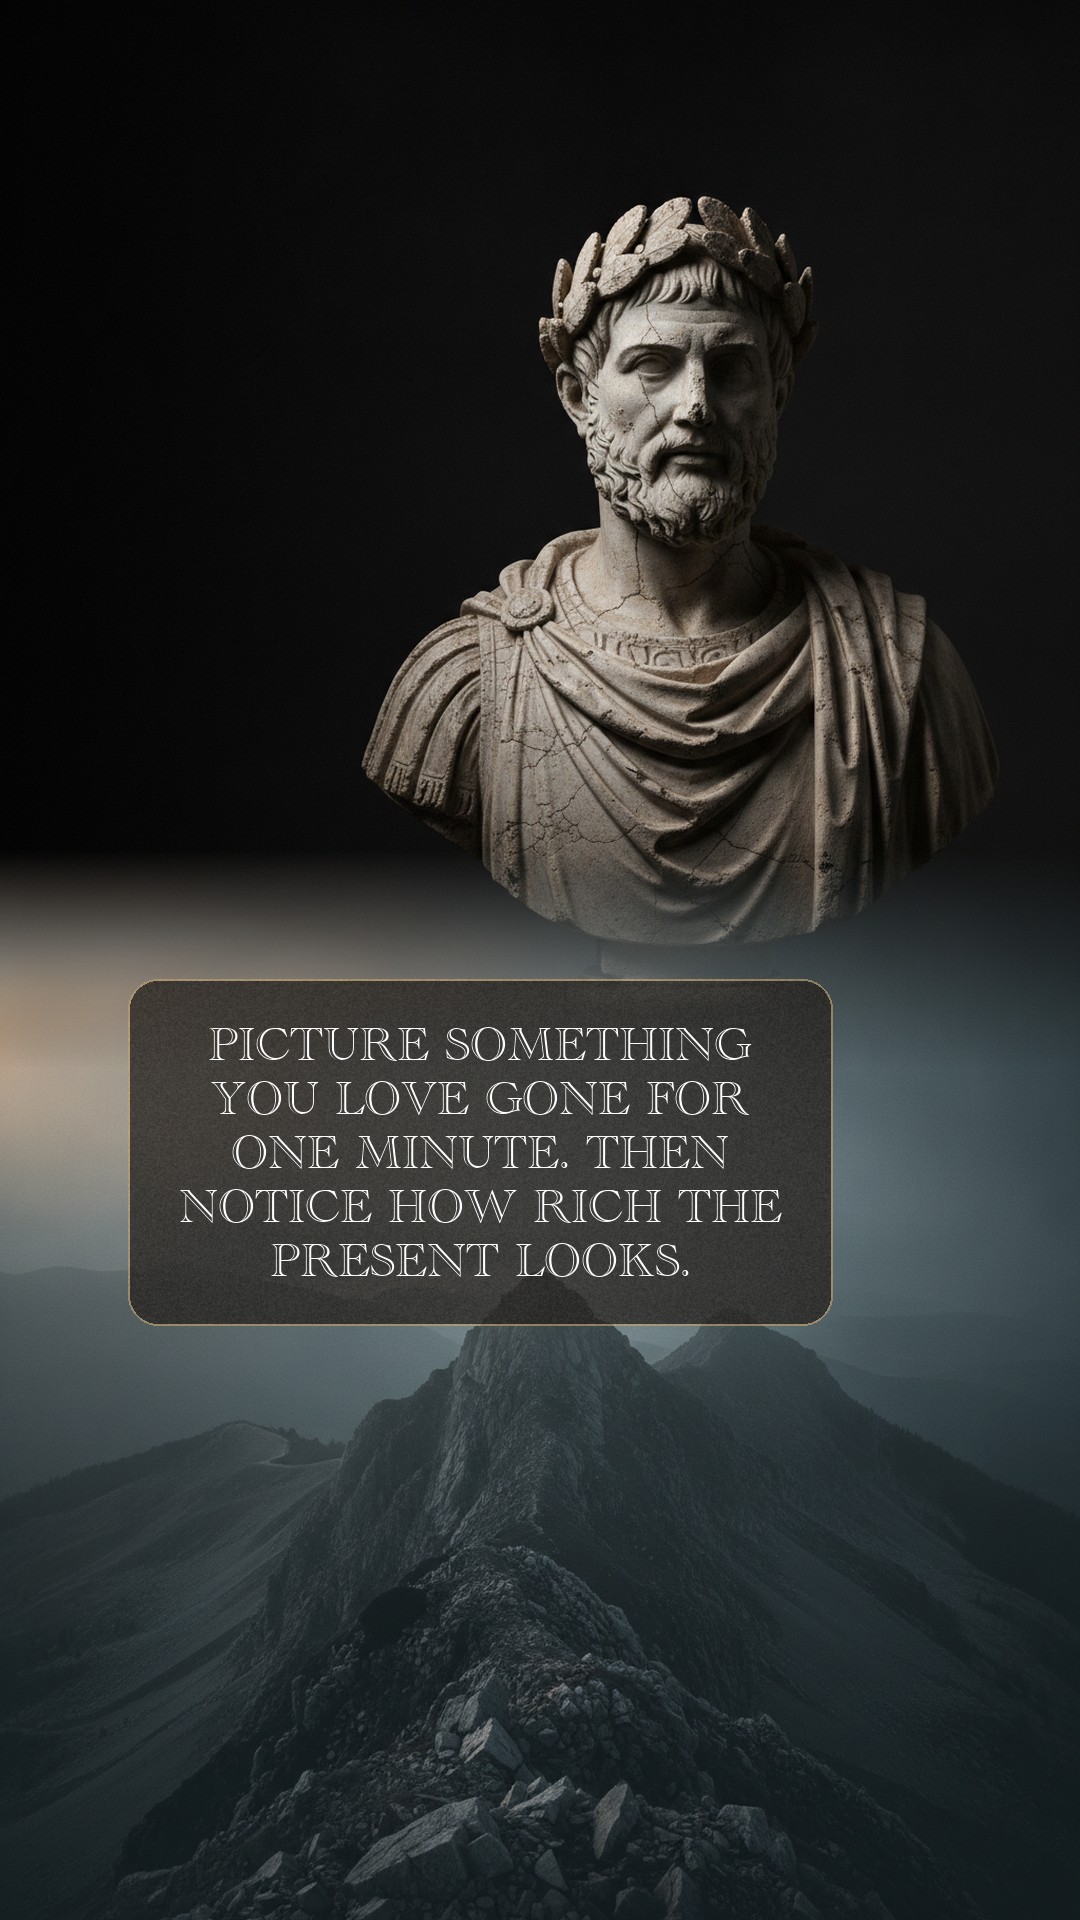 PICTURE SOMETHING
YOU LOVE GONE FOR
ONE MINUTE. THEN
NOTICE HOW RICH THE
PRESENT LOOKS.